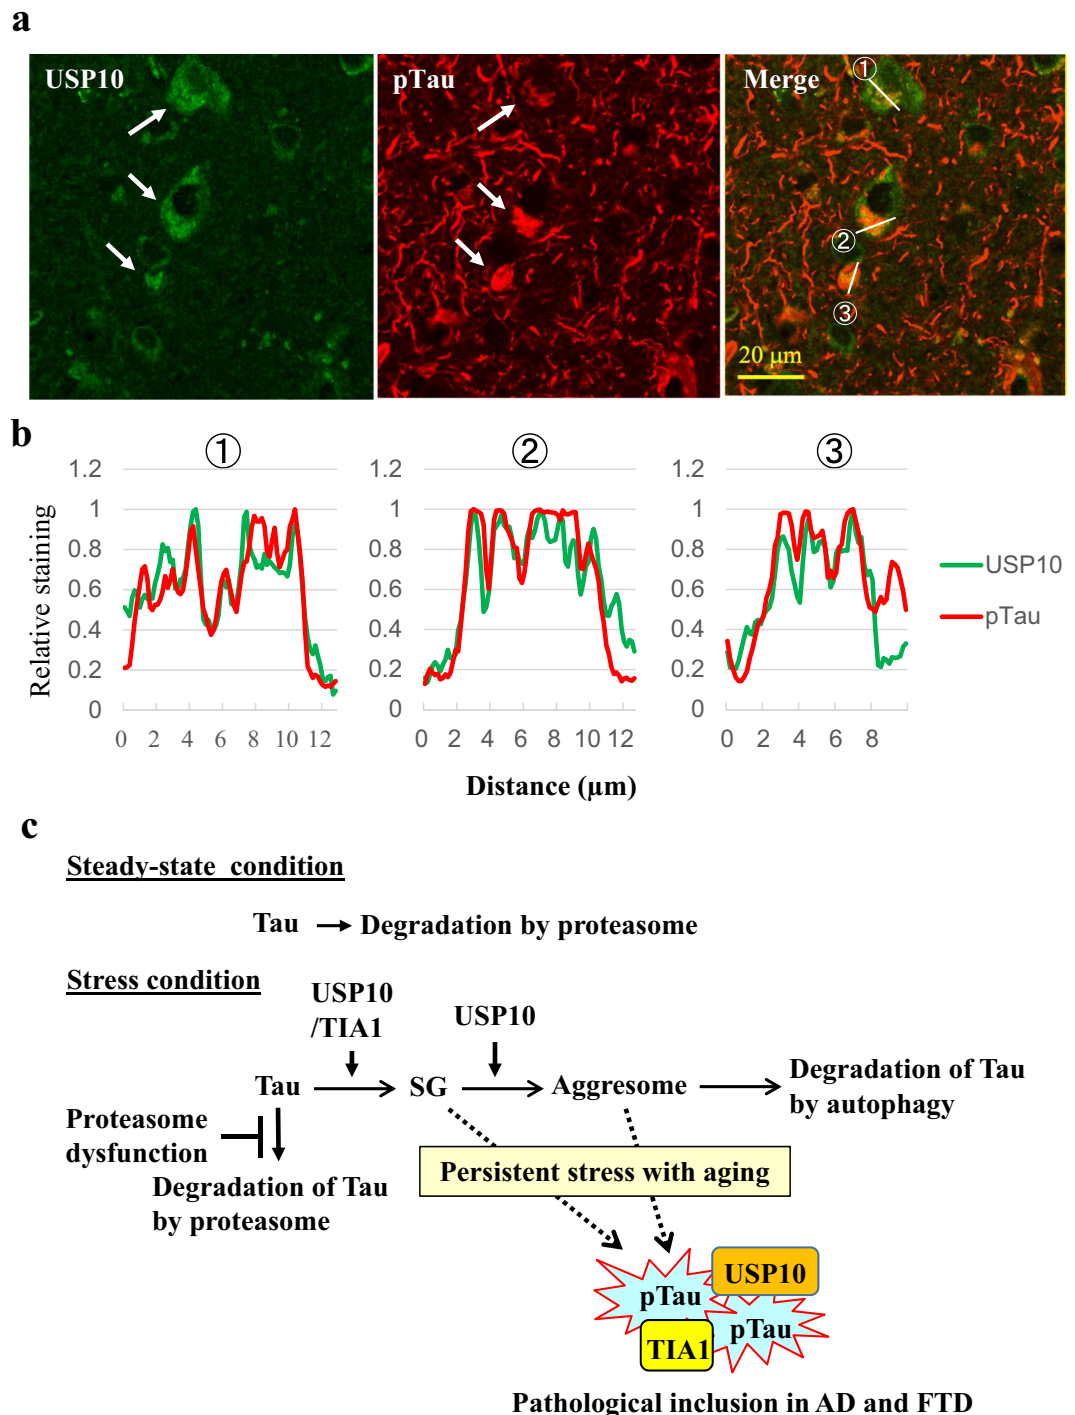 a
USP10
pTau
Merge
①
②
③
20 µm
b
① ② ③
1.2 1.2 1.2
1 1 1
0.8 0.8 0.8
0.6 0.6 0.6
0.4 0.4 0.4
0.2 0.2 0.2
0 0 0
Relative staining
USP10
pTau
0 2 4 6 8 10 12
0 2 4 6 8 10 12
0 2 4 6 8
Distance (µm)
c
Steady-state condition
Tau Degradation by proteasome
Stress condition
USP10
/TIA1
USP10
Tau SG Aggresome
Degradation of Tau
by autophagy
Proteasome
dysfunction
Degradation of Tau
by proteasome
Persistent stress with aging
USP10
pTau
pTau
TIA1
Pathological inclusion in AD and FTD